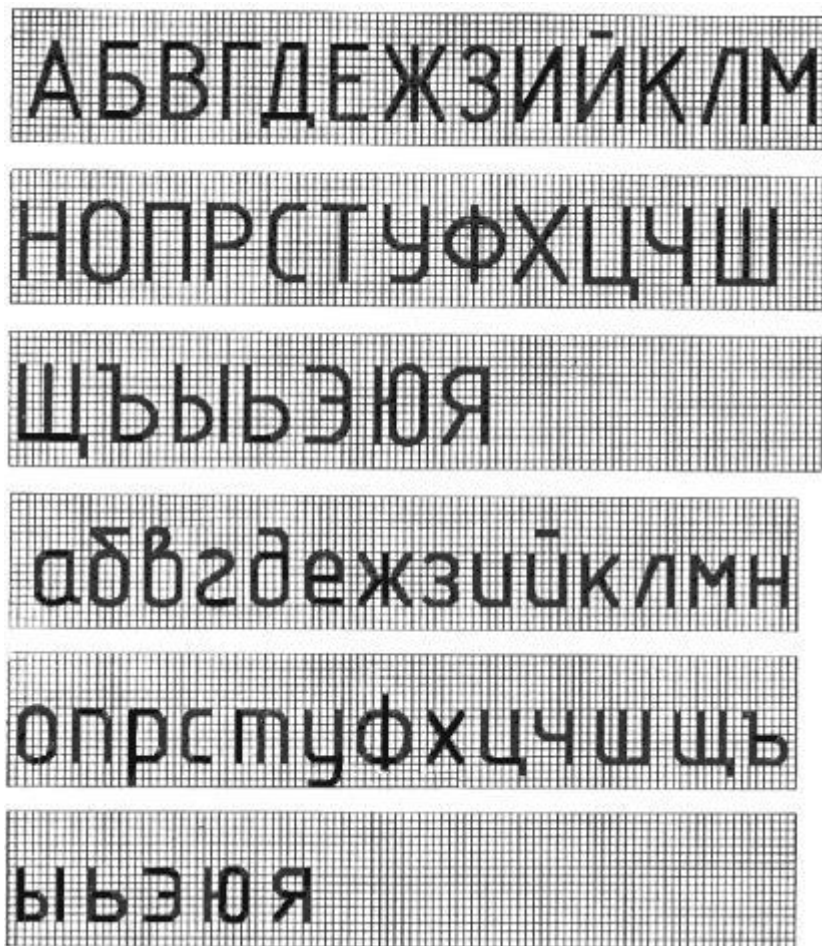 АБВГДЕЖЗИЙКЛМ
НОПРСТУФХЦЧШ
ЩЪЫЬЭЮЯ
абвгдежзийклмн
опрстуфхцчшщъ
ыьэюя